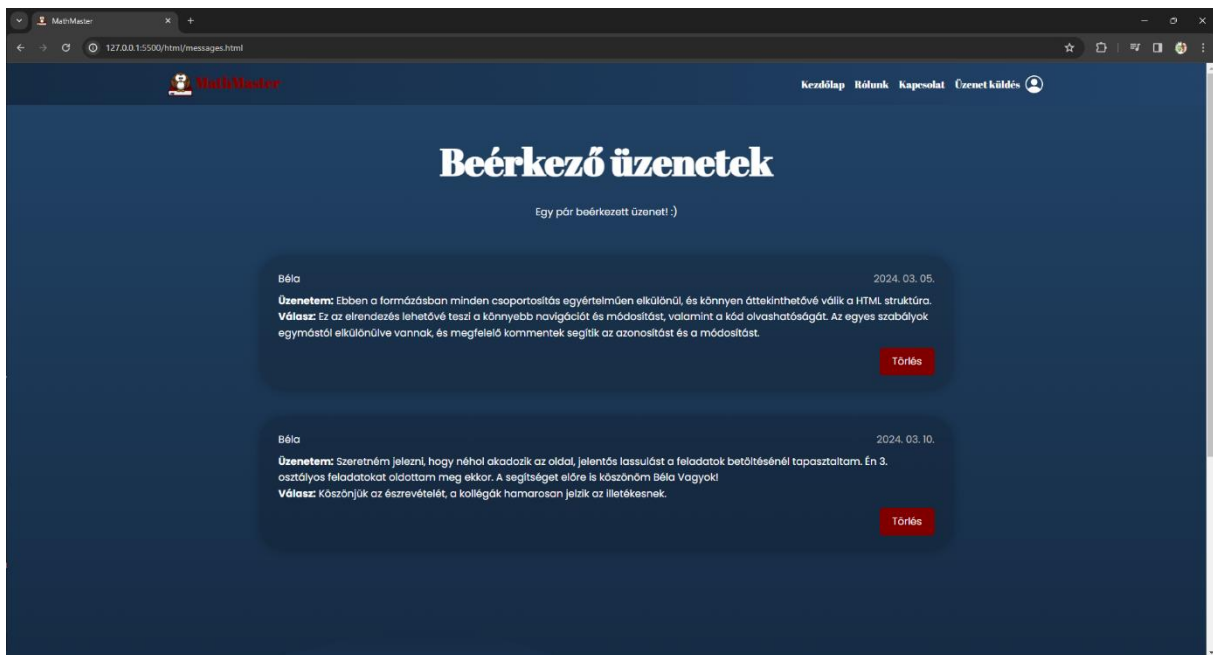 MathMaster
127.0.0.1:5500/html/messages.html
MathMaster
Kezdőlap Rólunk Kapcsolat Üzenet küldés
Beérkező üzenetek
Egy pár beérkezett üzenet! :)
Béla 2024. 03. 05.
Üzenetem: Ebben a formázásban minden csoportosítás egyértelműen elkülönül, és könnyen áttekinthetővé válik a HTML struktúra.
Válasz: Ez az elrendezés lehetővé teszi a könnyebb navigációt és módosítást, valamint a kód olvashatóságát. Az egyes szabályok
egymástól elkülönülve vannak, és megfelelő kommentek segítik az azonosítást és a módosítást.
Törlés
Béla 2024. 03. 10.
Üzenetem: Szeretném jelezni, hogy néhol akadozik az oldal, jelentős lassulást a feladatok betöltésénél tapasztaltam. Én 3.
osztályos feladatokat oldottam meg ekkor. A segítséget előre is köszönöm Béla Vagyok!
Válasz: Köszönjük az észrevételét, a kollégák hamarosan jelzik az illetékesnek.
Törlés